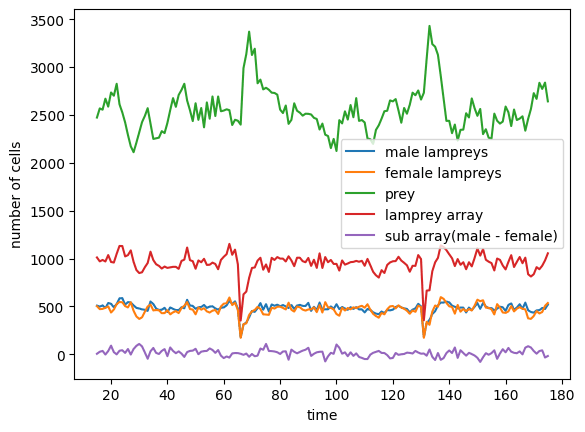 3500
3000
2500
2000
1500
1000
500
0
number of cells
male lampreys
female lampreys
prey
lamprey array
sub array(male - female)
20 40 60 80 100 120 140 160 180
time